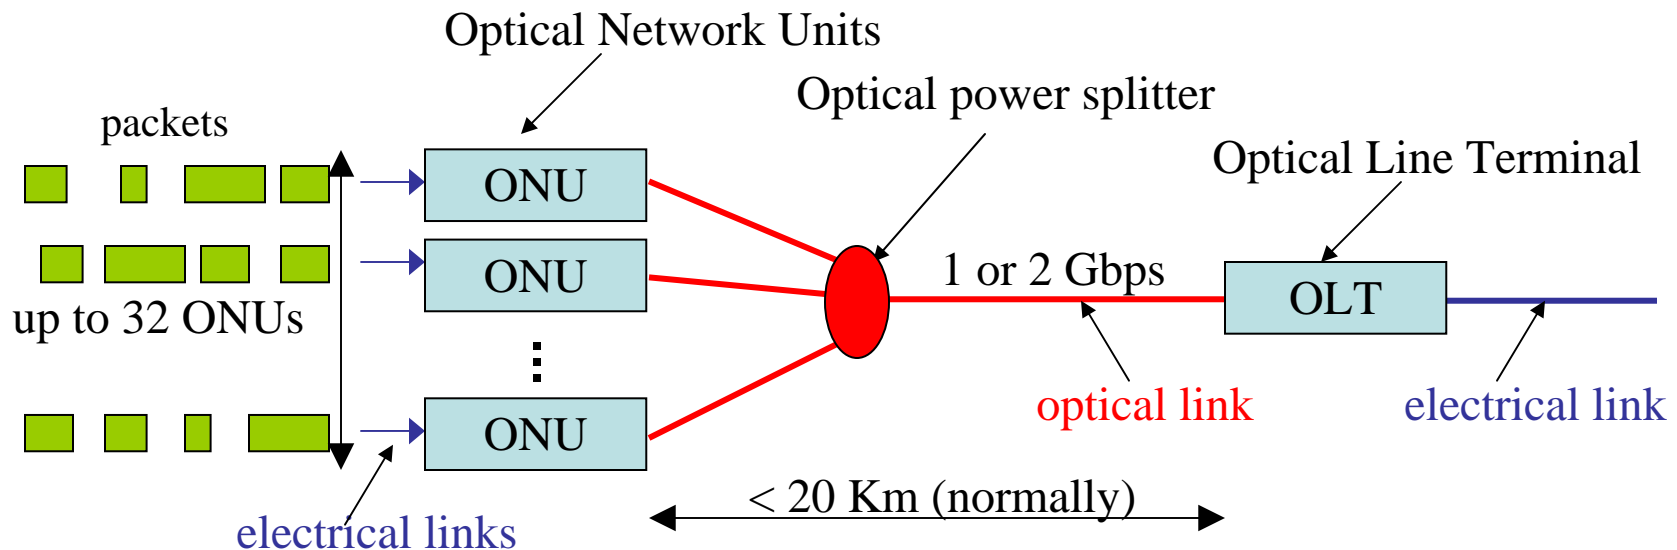 Optical Network Units
Optical power splitter
packets
Optical Line Terminal
ONU
ONU
1 or 2 Gbps
OLT
up to 32 ONUs
optical link
electrical link
ONU
< 20 Km (normally)
electrical links